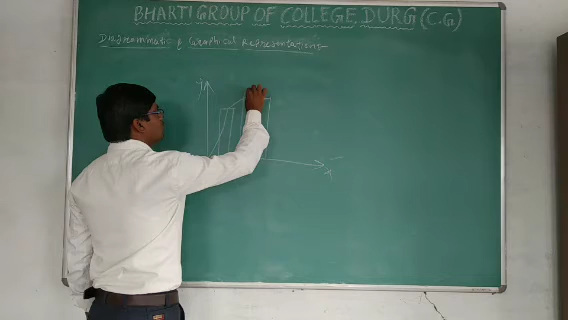 BHARTI GROUP OF COLLEGE, DURG (C.G)
Diagrammatic & Graphical Representations
y
x